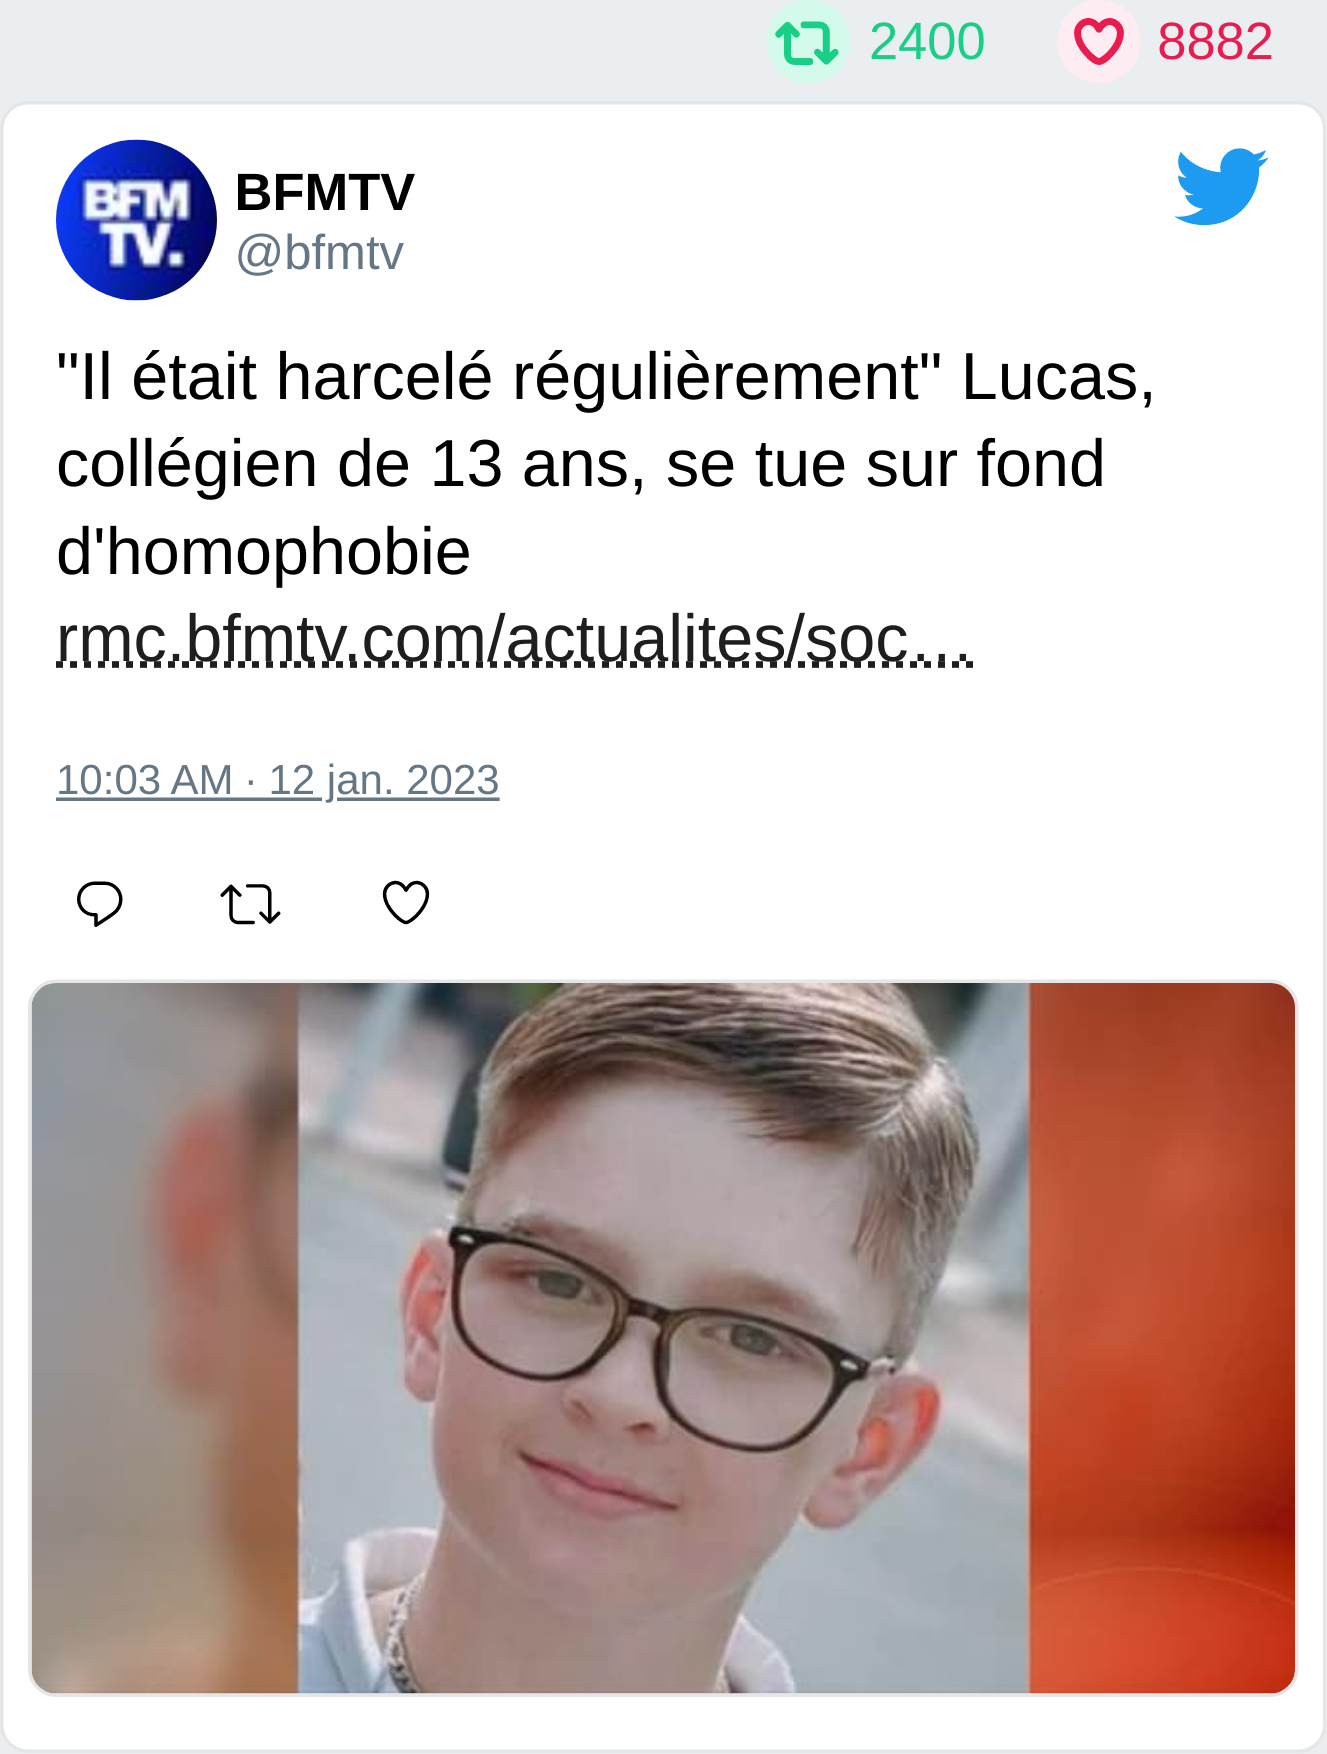 2400 8882
BFM
TV.
BFMTV
@bfmtv
"Il était harcelé régulièrement" Lucas,
collégien de 13 ans, se tue sur fond
d'homophobie
rmc.bfmtv.com/actualites/soc...
10:03 AM · 12 jan. 2023